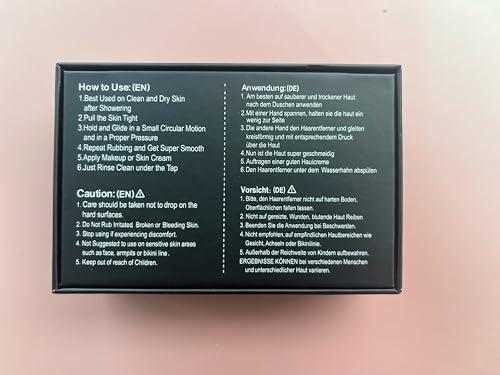 How to Use:(EN)
1.Best Used on Clean and Dry Skin
after Showering
2.Pull the Skin Tight
3.Hold and Glide in a Small Circular Motion
and in a Proper Pressure
4.Repeat Rubbing and Get Super Smooth
5.Apply Makeup or Skin Cream
6.Just Rinse Clean under the Tap
Caution:(EN)⚠
1. Care should be taken not to drop on the
hard surfaces.
2. Do Not Rub Irritated Broken or Bleeding Skin.
3. Stop using if experiencing discomfort.
4. Not Suggested to use on sensitive skin areas
such as face, armpits or bikini line.
5. Keep out of reach of Children.
Anwendung:(DE)
1. Am besten auf sauberer und trockener Haut
nach dem Duschen anwenden
2.Mit einer Hand spannen, halten sie die haut ein
wenig zur Seite
3.Die andere Hand den Haarentferner und gleiten
kreisförmig und mit entsprechendem Druck
über die Haut
4.Nun ist die Haut super geschmeidig
5.Auftragen einer guten Hauicreme
6.Den Haarentferner unter dem Wasserhahn abspülen
Vorsicht: (DE) ⚠
1. Bitte, den Haarentferner nicht auf harten Boden.
Oberflächlichen fallen lassen.
2. Nicht auf gereizte, Wunden, blutende Haut Reiben
3. Beenden Sie die Anwendung bei Beschwerden.
4. Nicht empfohlen, auf empfindlichen Hautbereichen wie
Gesicht, Achseln oder Bikinilinie.
5. Außerhalb der Reichweite von Kindern aufbewahren.
ERGEBNISSE KÖNNEN bei verschiedenen Menschen
und unterschiedlicher Haut variieren.